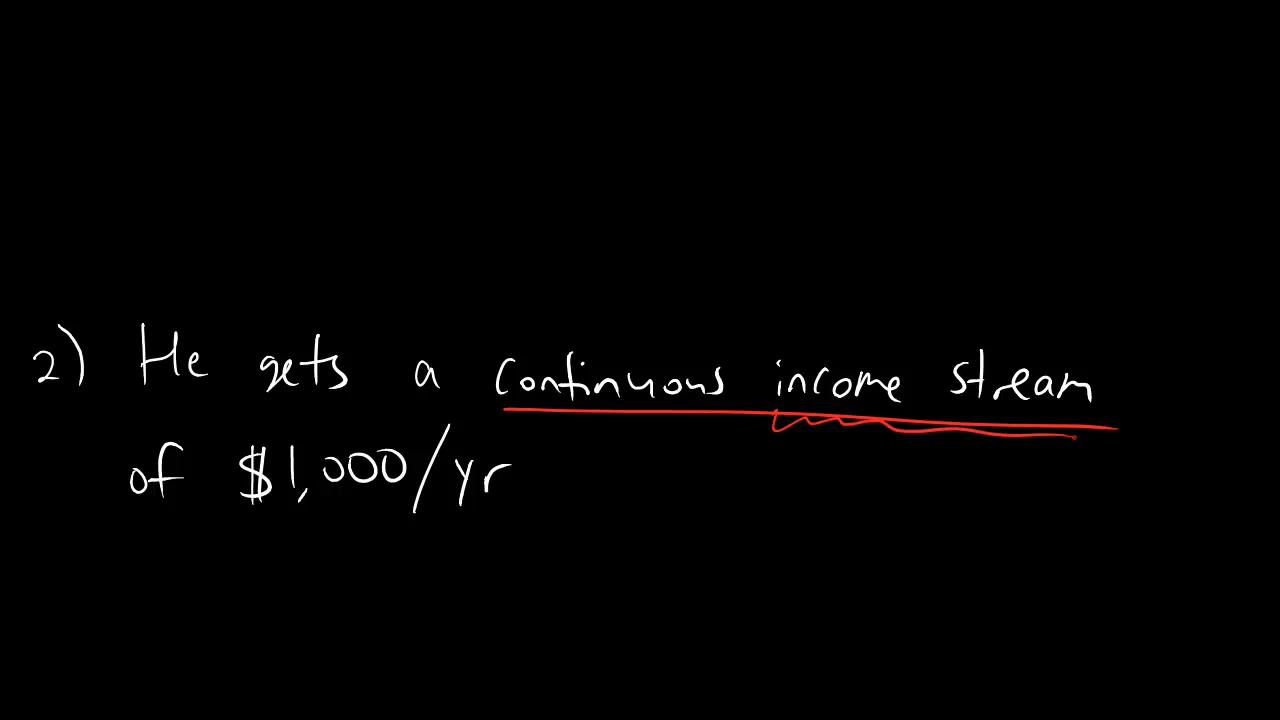 2) He gets a continuous income stream
of $1,000/yr